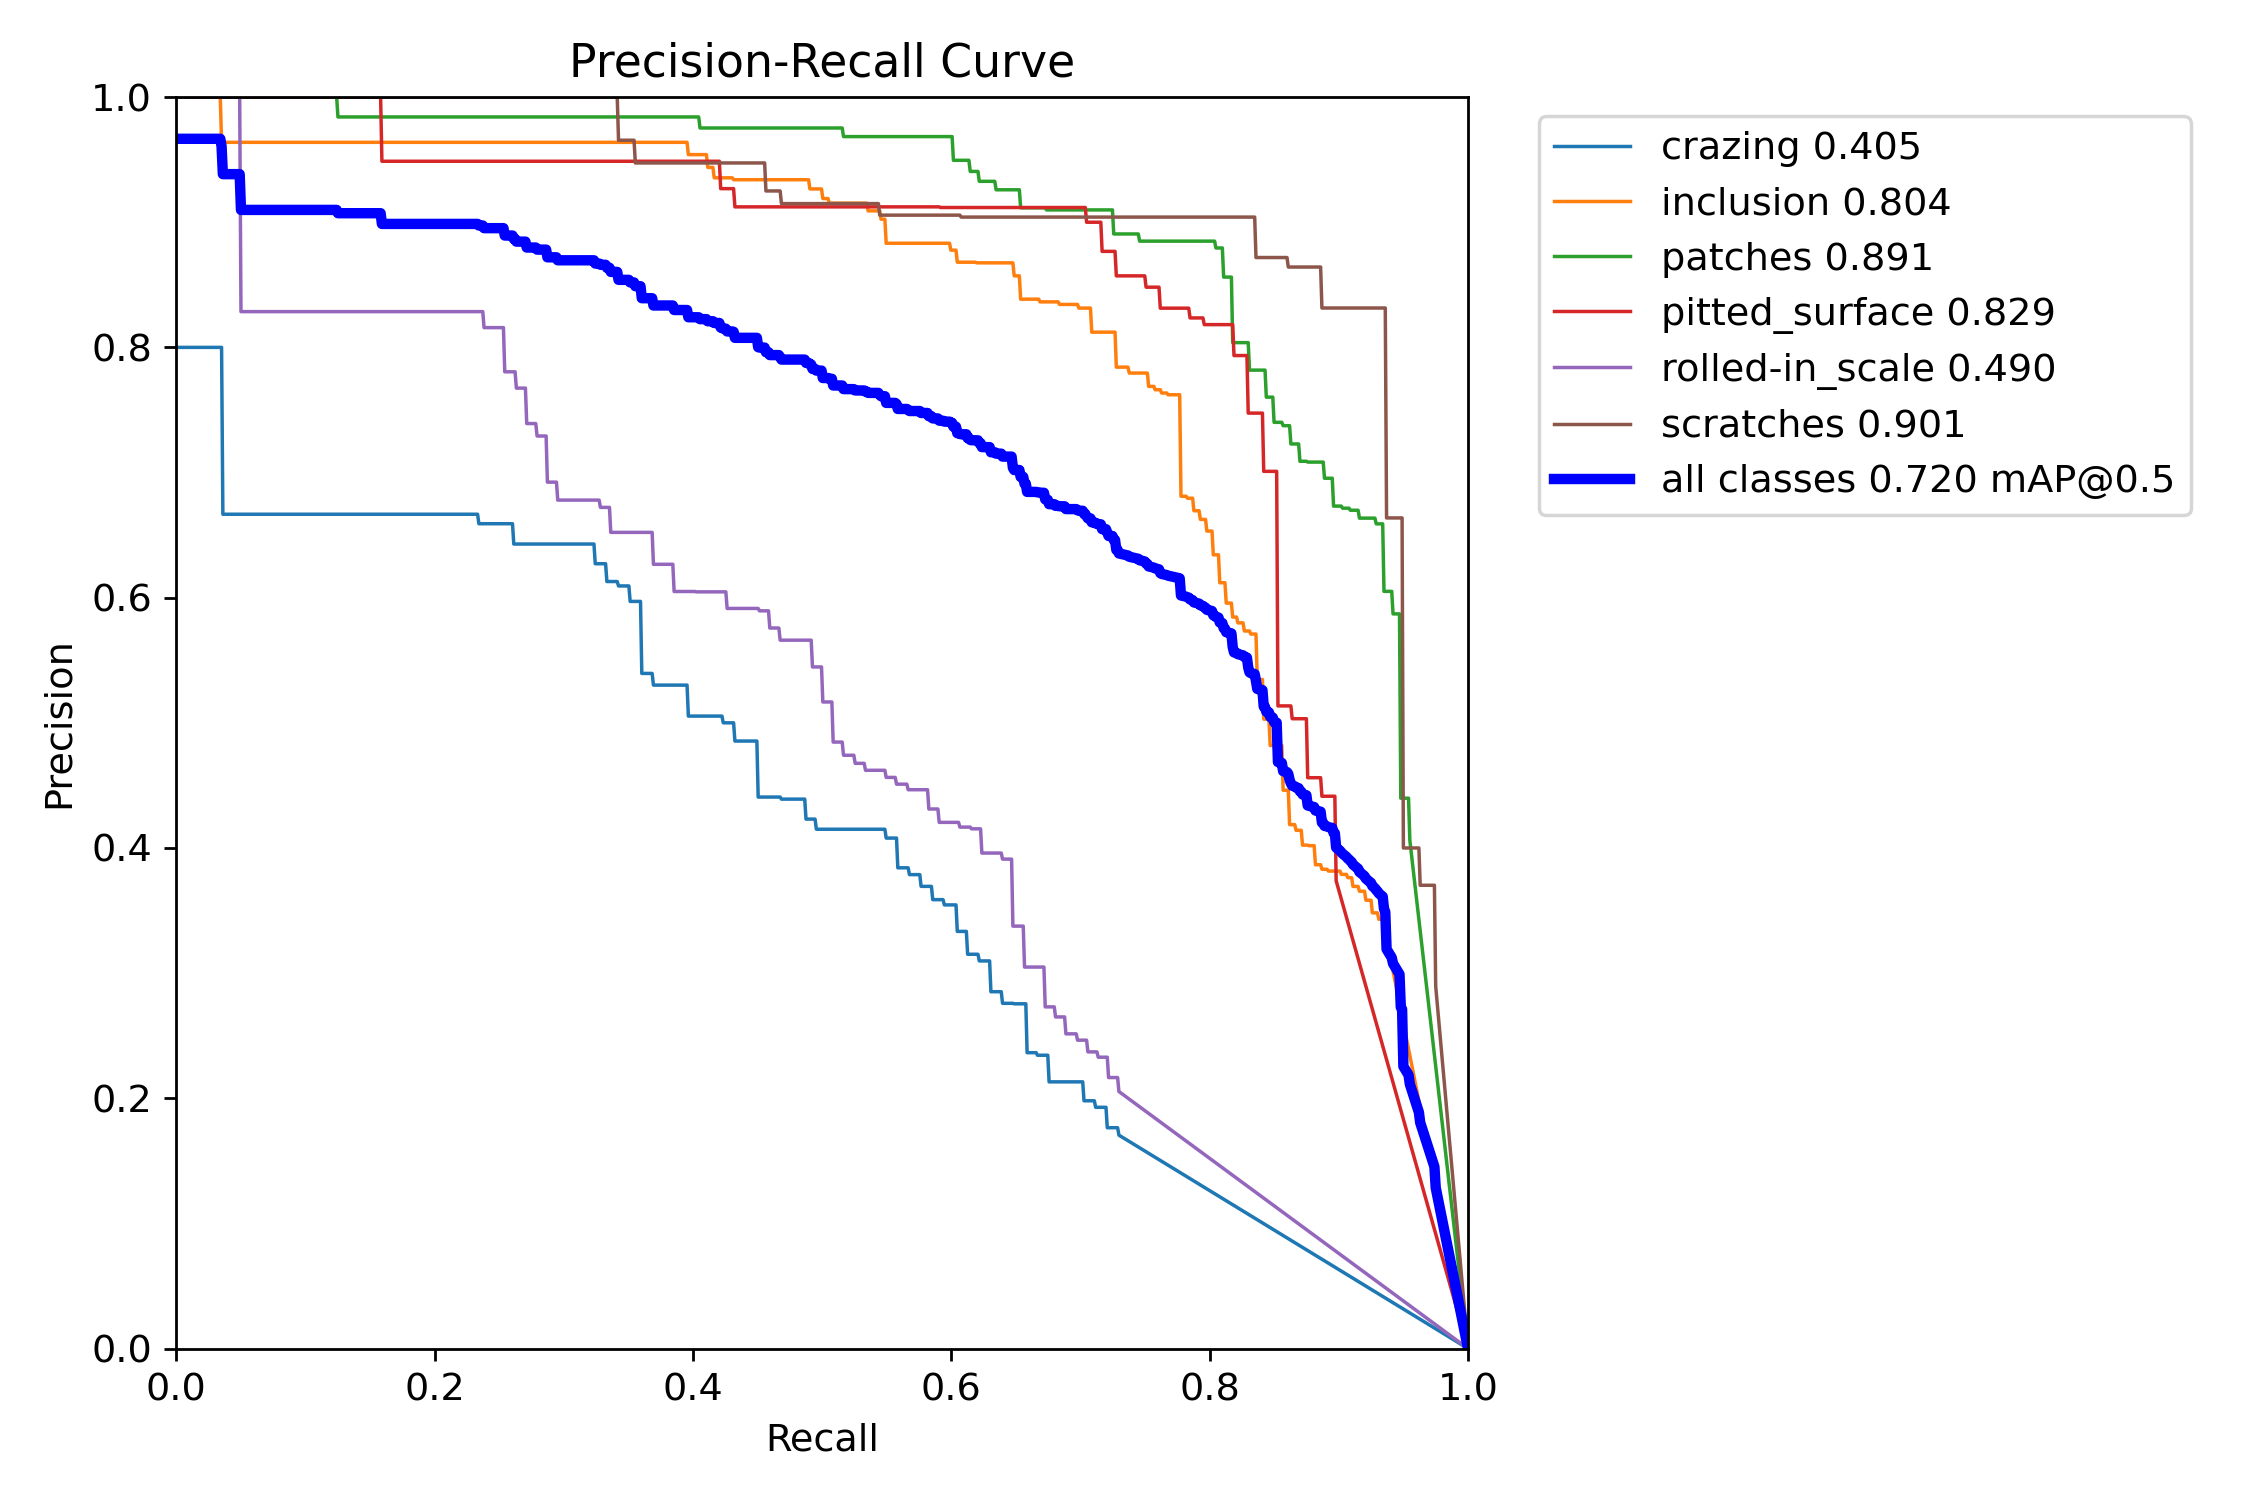 Precision-Recall Curve
1.0
0.8
0.6
0.4
0.2
0.0
Precision
0.0 0.2 0.4 0.6 0.8 1.0
Recall
crazing 0.405
inclusion 0.804
patches 0.891
pitted_surface 0.829
rolled-in_scale 0.490
scratches 0.901
all classes 0.720 mAP@0.5